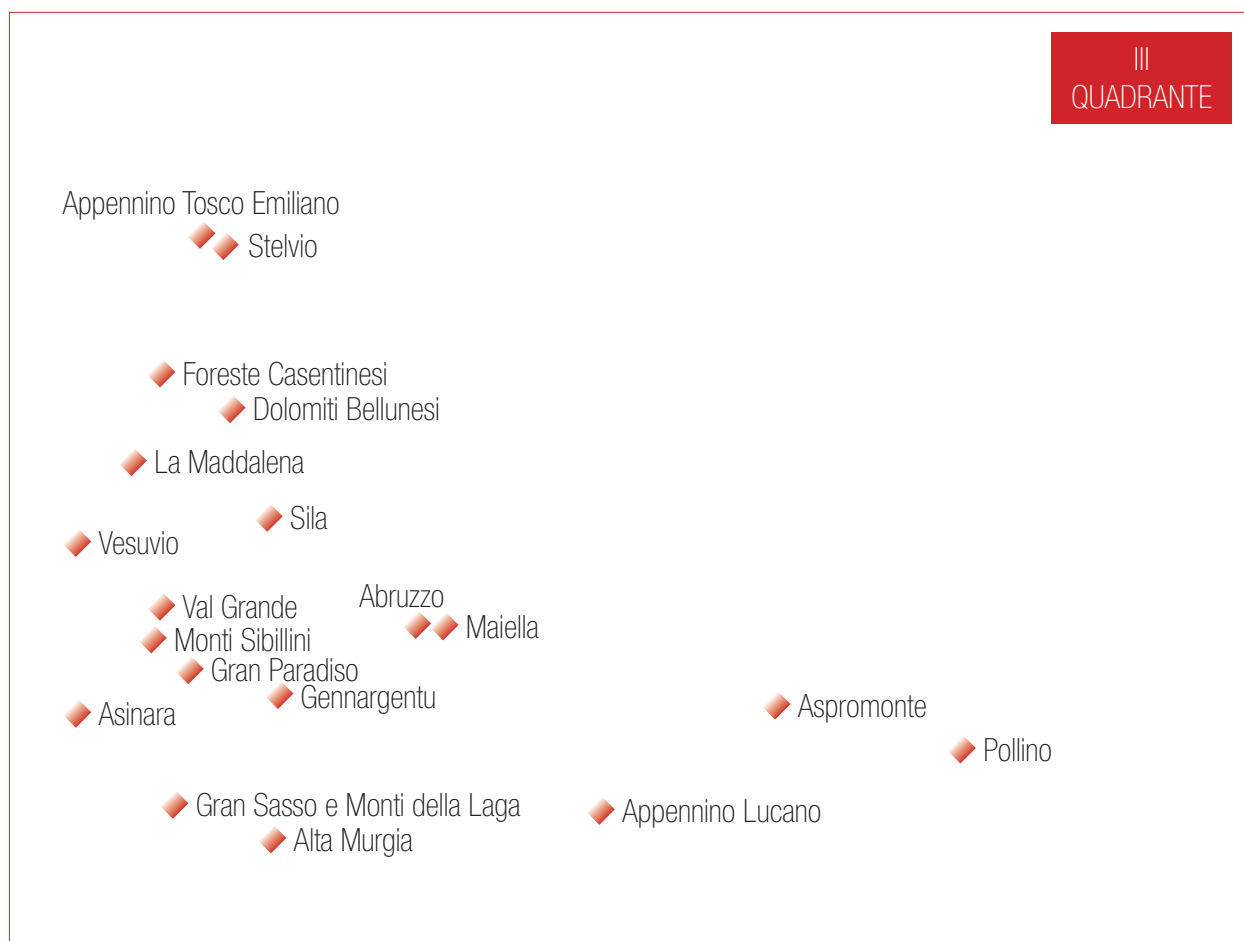 III
QUADRANTE
Appennino Tosco Emiliano
Stelvio
Foreste Casentinesi
Dolomiti Bellunesi
La Maddalena
Sila
Vesuvio
Abruzzo
Val Grande
Maiella
Monti Sibillini
Gran Paradiso
Gennargentu
Asinara
Aspromonte
Pollino
Gran Sasso e Monti della Laga
Appennino Lucano
Alta Murgia